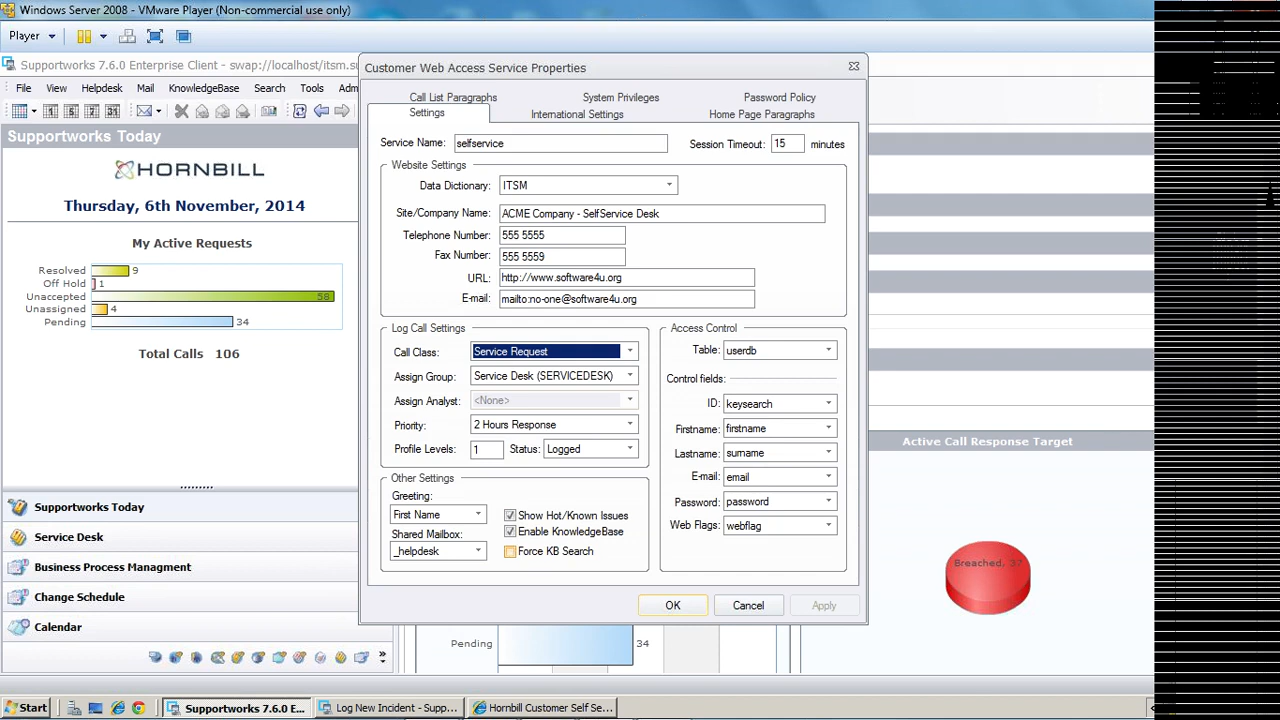 Windows Server 2008 - VMware Player (Non-commercial use only)
Player
Supportworks 7.6.0 Enterprise Client - swap://localhost/itsm.s
File View Helpdesk Mail KnowledgeBase Search Tools
Supportworks Today
HORNBILL
Thursday, 6th November, 2014
My Active Requests
Resolved 9
Off Hold 1
Unaccepted 58
Unassigned 4
Pending 34
Total Calls 106
Supportworks Today
Service Desk
Business Process Managment
Change Schedule
Calendar
Customer Web Access Service Properties
Call List Paragraphs System Privileges Password Policy
Settings International Settings Home Page Paragraphs
Service Name: selfservice Session Timeout: 15 minutes
Website Settings
Data Dictionary: ITSM
Site/Company Name: ACME Company - SelfService Desk
Telephone Number: 555 5555
Fax Number: 555 5559
URL: http://www.software4u.org
E-mail: mailto:no-one@software4u.org
Log Call Settings
Call Class: Service Request
Assign Group: Service Desk (SERVICEDESK)
Assign Analyst: <None>
Priority: 2 Hours Response
Profile Levels: 1 Status: Logged
Other Settings
Greeting:
First Name
Shared Mailbox:
_helpdesk
Show Hot/Known Issues
Enable KnowledgeBase
Force KB Search
Access Control
Table: userdb
Control fields:
ID: keysearch
Firstname: firstname
Lastname: surname
E-mail: email
Password: password
Web Flags: webflag
OK Cancel Apply
Active Call Response Target
Breached, 37
Pending 34
Start Supportworks 7.6.0 E... Log New Incident - Support... Hornbill Customer Self Se...